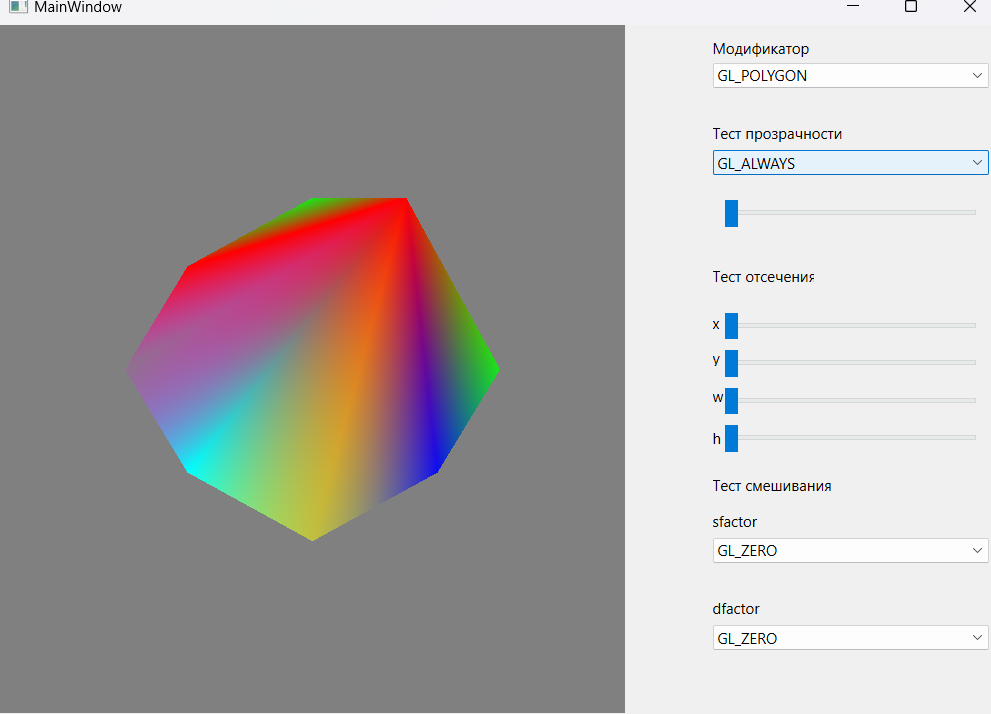 MainWindow
Модификатор
GL_POLYGON
Тест прозрачности
GL_ALWAYS
Тест отсечения
x
y
w
h
Тест смешивания
sfactor
GL_ZERO
dfactor
GL_ZERO